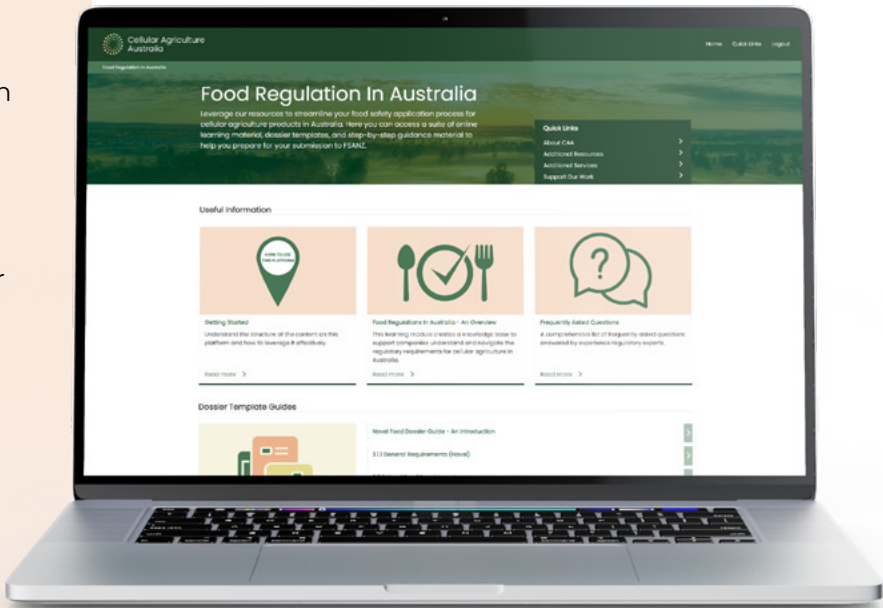 n
r
Cellular Agriculture
Australia
Home Quick Links Logout
Food Regulation In Australia
Food Regulation In Australia
Leverage our resources to streamline your food safety application process for
cellular agriculture products in Australia. Here you can access a suite of online
learning material, dossier templates, and step-by-step guidance material to
help you prepare for your submission to FSANZ.
Quick Links
About CAA
Additional Resources
Additional Services
Support Our Work
Useful Information
HOW TO USE
THIS PLATFORM
Getting Started
Understand the structure of the content on this
platform and how to leverage it effectively.
Read more
Food Regulations In Australia - An Overview
This learning module creates a knowledge base to
support companies understand and navigate the
regulatory requirements for cellular agriculture in
Australia.
Read more
Frequently Asked Questions
A comprehensive list of frequently asked questions
answered by experience regulatory experts.
Read more
Dossier Template Guides
Novel Food Dossier Guide - An Introduction
3.1.1 General Requirements (Novel)